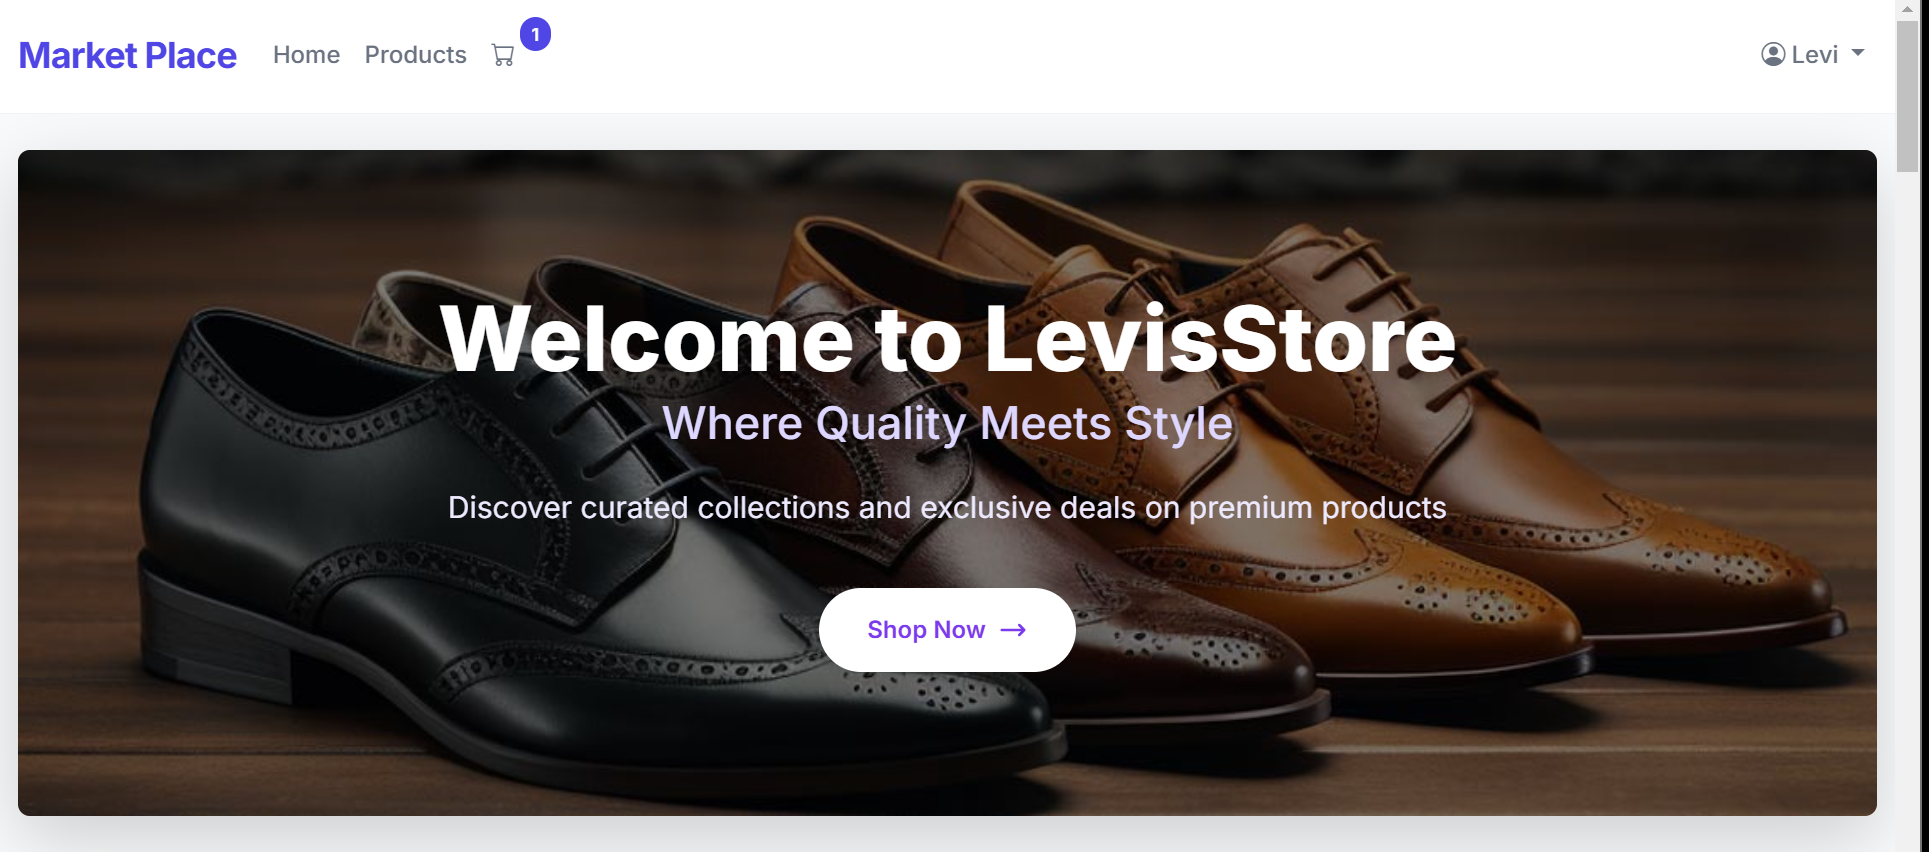 Market Place
Home
Products
1
Levi
Welcome to LevisStore
Where Quality Meets Style
Discover curated collections and exclusive deals on premium products
Shop Now →